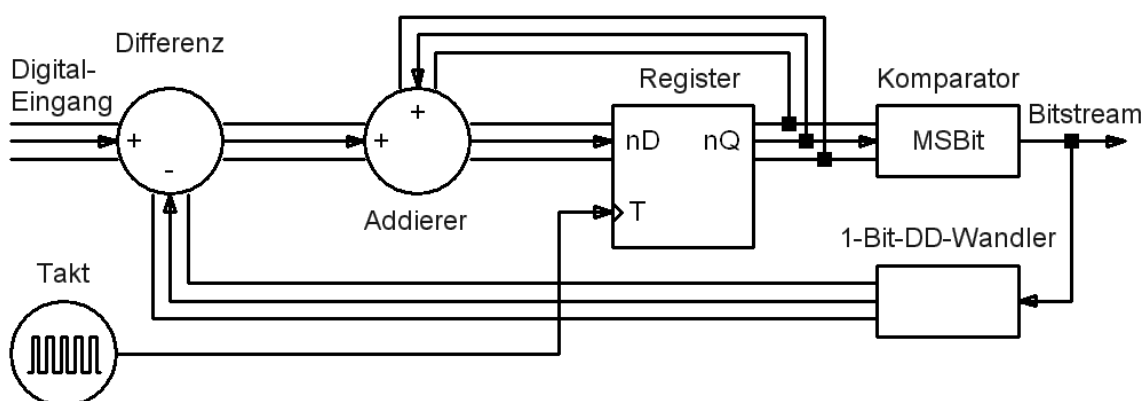 Differenz
Digital-
Eingang
+
-
+
+
Addierer
Register
nD nQ
T
Komparator
MSBit
Bitstream
1-Bit-DD-Wandler
Takt